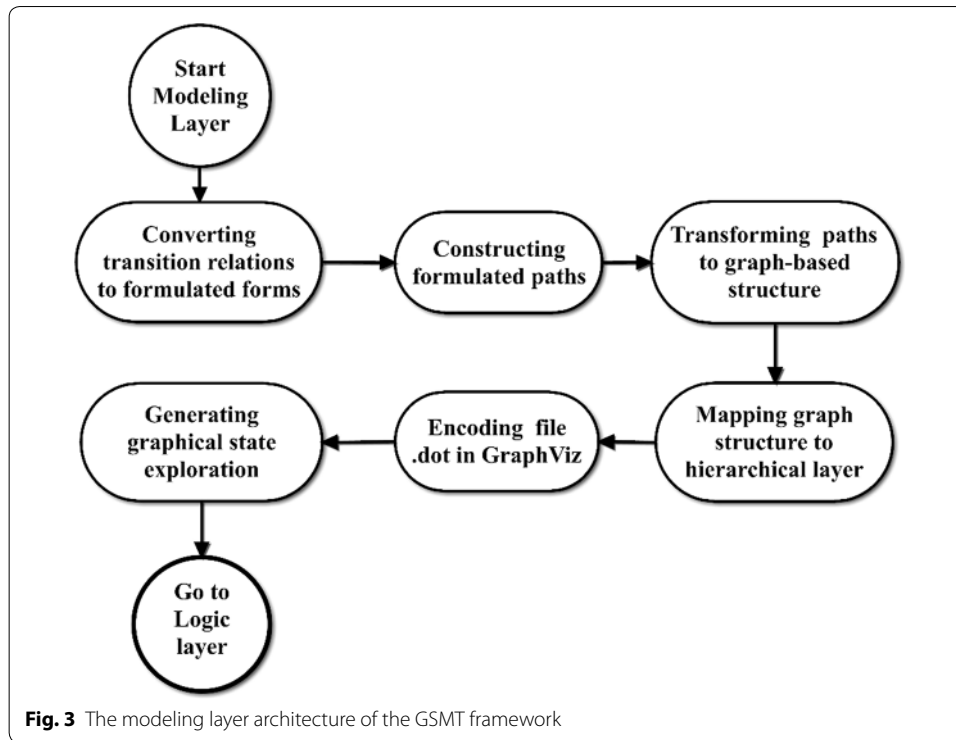 Start
Modeling
Layer
Converting
transition relations
to formulated forms
Constructing
formulated paths
Transforming paths
to graph-based
structure
Mapping graph
structure to
hierarchical layer
Encoding file
.dot in GraphViz
Generating
graphical state
exploration
Go to
Logic
layer
Fig. 3 The modeling layer architecture of the GSMT framework